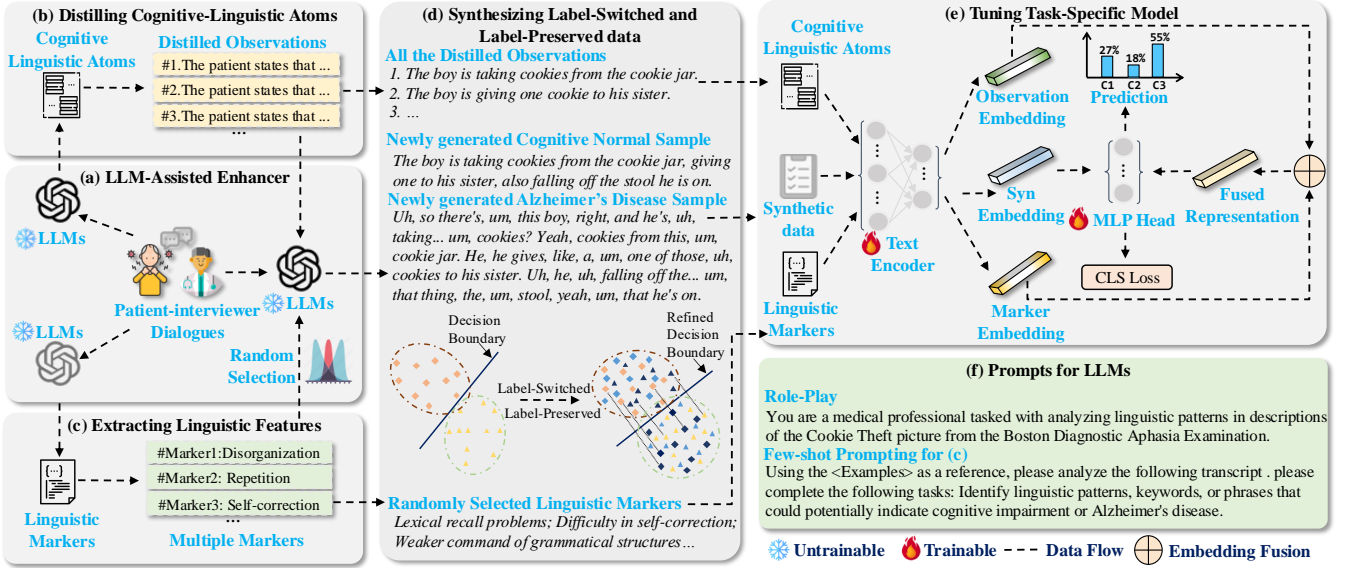 (b) Distilling Cognitive-Linguistic Atoms
Cognitive
Linguistic Atoms
Distilled Observations
#1.The patient states that ...
#2.The patient states that ...
#3.The patient states that ...
...
(a) LLM-Assisted Enhancer
LLMs
Patient-interviewer
Dialogues
LLMs
LLMs
Random
Selection
(c) Extracting Linguistic Features
Linguistic
Markers
#Marker1:Disorganization
#Marker2: Repetition
#Marker3: Self-correction
...
Multiple Markers
(d) Synthesizing Label-Switched and
Label-Preserved data
All the Distilled Observations
1. The boy is taking cookies from the cookie jar.
2. The boy is giving one cookie to his sister.
3. ...
Newly generated Cognitive Normal Sample
The boy is taking cookies from the cookie jar, giving
one to his sister, also falling off the stool he is on.
Newly generated Alzheimer's Disease Sample
Uh, so there's, um, this boy, right, and he's, uh,
taking... um, cookies? Yeah, cookies from this, um,
cookie jar. He, he gives, like, a, um, one of those, uh,
cookies to his sister. Uh, he, uh, falling off the... um,
that thing, the, um, stool, yeah, um, that he's on.
Decision
Boundary
Refined
Decision
Boundary
Label-Switched
Label-Preserved
Randomly Selected Linguistic Markers
Lexical recall problems; Difficulty in self-correction;
Weaker command of grammatical structures ...
(e) Tuning Task-Specific Model
Cognitive
Linguistic Atoms
Synthetic
data
Linguistic
Markers
Text
Encoder
Observation
Embedding
Syn
Embedding
Marker
Embedding
27%
18%
55%
C1 C2 C3
Prediction
MLP Head
CLS Loss
Fused
Representation
(f) Prompts for LLMs
Role-Play
You are a medical professional tasked with analyzing linguistic patterns in descriptions
of the Cookie Theft picture from the Boston Diagnostic Aphasia Examination.
Few-shot Prompting for (c)
Using the <Examples> as a reference, please analyze the following transcript . please
complete the following tasks: Identify linguistic patterns, keywords, or phrases that
could potentially indicate cognitive impairment or Alzheimer's disease.
Untrainable Trainable Data Flow Embedding Fusion